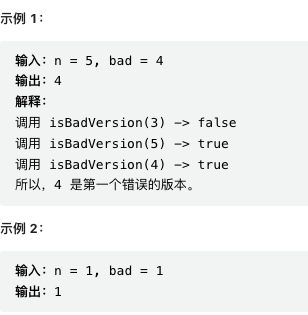 示例 1：
输入：n = 5, bad = 4
输出：4
解释：
调用 isBadVersion(3) -> false
调用 isBadVersion(5) -> true
调用 isBadVersion(4) -> true
所以，4 是第一个错误的版本。
示例 2：
输入：n = 1, bad = 1
输出：1